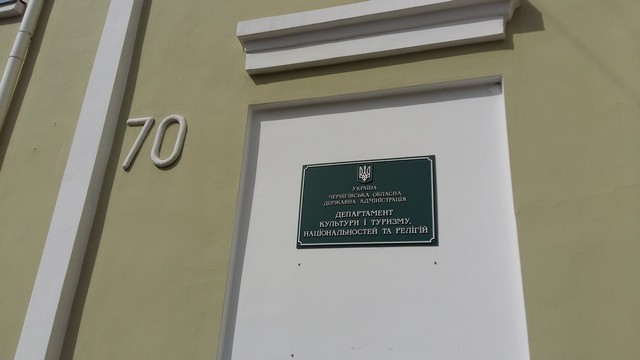 70
УКРАЇНА
ЧЕРНІГІВСЬКА ОБЛАСНА
ДЕРЖАВНА АДМІНІСТРАЦІЯ
ДЕПАРТАМЕНТ
КУЛЬТУРИ І ТУРИЗМУ,
НАЦІОНАЛЬНОСТЕЙ ТА РЕЛІГІЙ